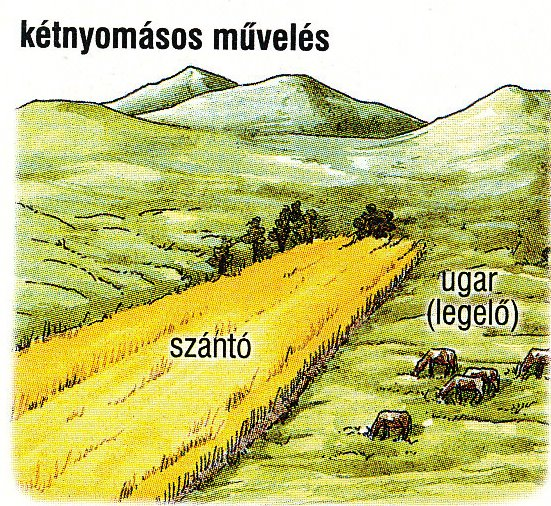 kétnyomásos művelés
ugar
(legelő)
szántó